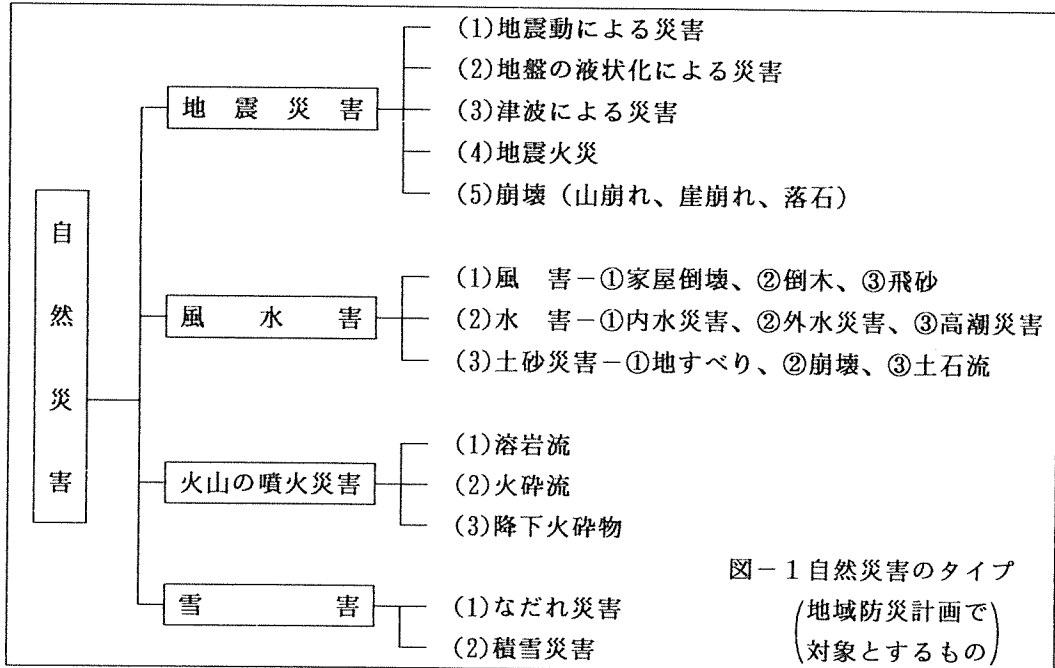 自然災害
地震災害
(1)地震動による災害
(2)地盤の液状化による災害
(3)津波による災害
(4)地震火災
(5)崩壊（山崩れ、崖崩れ、落石）
風水害
(1)風　害－①家屋倒壊、②倒木、③飛砂
(2)水　害－①内水災害、②外水災害、③高潮災害
(3)土砂災害－①地すべり、②崩壊、③土石流
火山の噴火災害
(1)溶岩流
(2)火砕流
(3)降下火砕物
雪害
(1)なだれ災害
(2)積雪災害
図－１自然災害のタイプ
(地域防災計画で
対象とするもの)